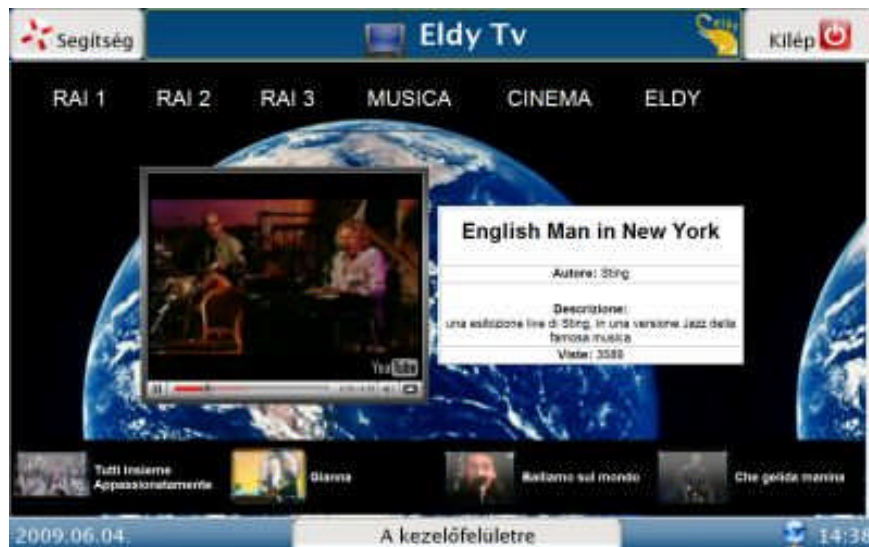 Segítség
Eldy Tv
eldy
Kilép
RAI 1 RAI 2 RAI 3 MUSICA CINEMA ELDY
English Man in New York
Autore: Sting
Descrizione:
una esibizione live di Sting, in una versione Jazz della
famosa musica
Viste: 3589
YouTube
Tutti Insieme
Appassionatamente
Gianna
Balliamo sul mondo
Che gelida manina
2009.06.04.
A kezelőfelületre
14:38